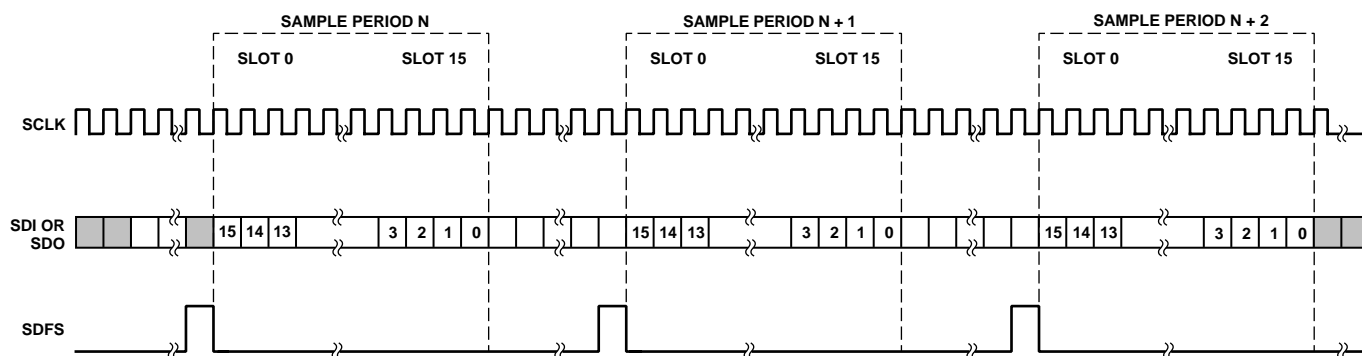 SAMPLE PERIOD N SAMPLE PERIOD N + 1 SAMPLE PERIOD N + 2
SLOT 0 SLOT 15 SLOT 0 SLOT 15 SLOT 0 SLOT 15
SCLK
SDI OR
SDO
15 14 13 3 2 1 0 15 14 13 3 2 1 0 15 14 13 3 2 1 0
SDFS